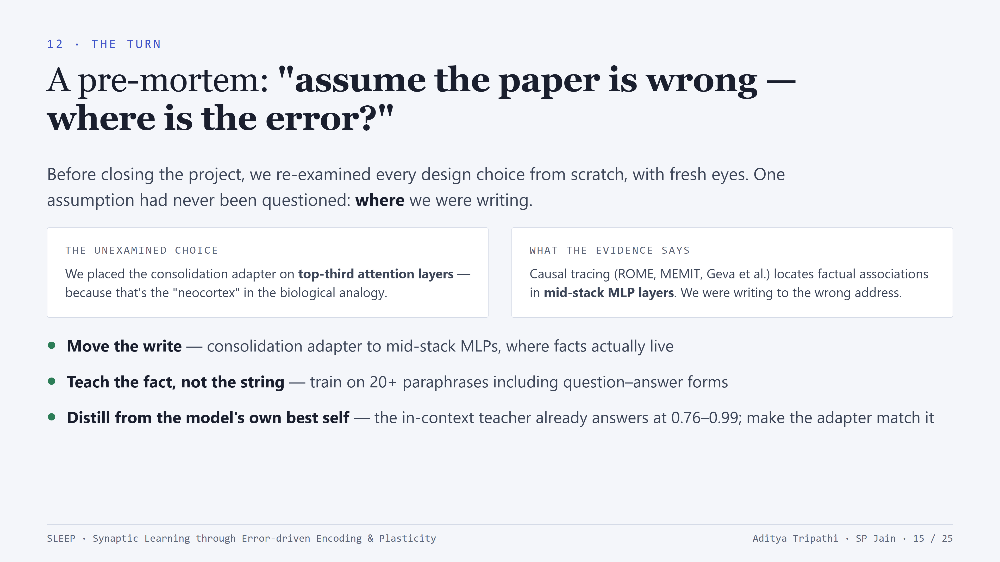 12 · THE TURN
A pre-mortem: "assume the paper is wrong —
where is the error?"
Before closing the project, we re-examined every design choice from scratch, with fresh eyes. One
assumption had never been questioned: where we were writing.
THE UNEXAMINED CHOICE
We placed the consolidation adapter on top-third attention layers —
because that's the "neocortex" in the biological analogy.
WHAT THE EVIDENCE SAYS
Causal tracing (ROME, MEMIT, Geva et al.) locates factual associations
in mid-stack MLP layers. We were writing to the wrong address.
Move the write — consolidation adapter to mid-stack MLPs, where facts actually live
Teach the fact, not the string — train on 20+ paraphrases including question–answer forms
Distill from the model's own best self — the in-context teacher already answers at 0.76–0.99; make the adapter match it
SLEEP · Synaptic Learning through Error-driven Encoding & Plasticity
Aditya Tripathi · SP Jain · 15 / 25